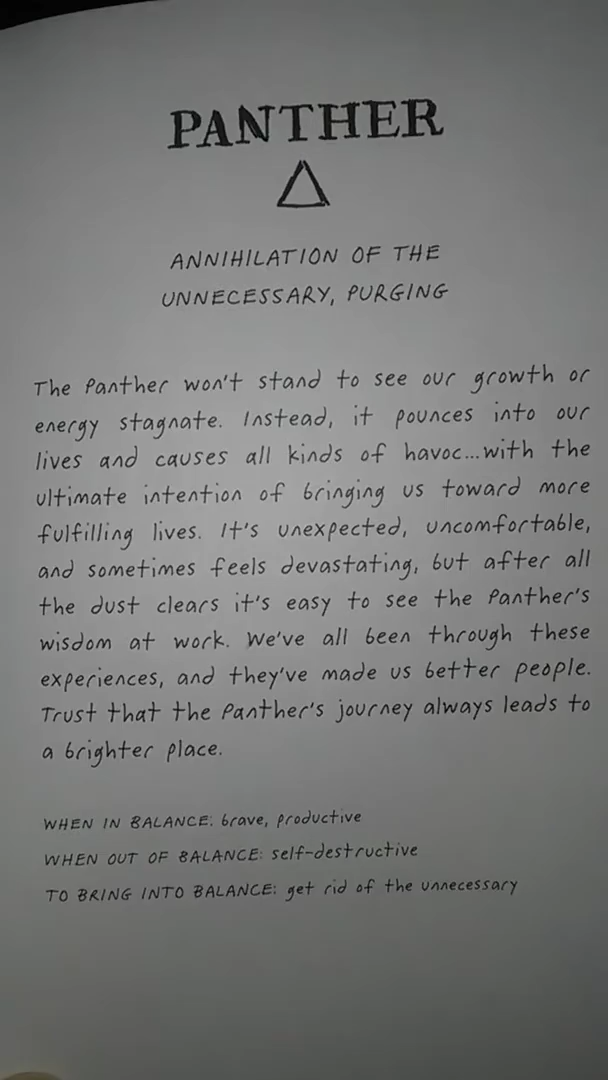 PANTHER
ANNIHILATION OF THE
UNNECESSARY, PURGING
The Panther won't stand to see our growth or
energy stagnate. Instead, it pounces into our
lives and causes all kinds of havoc...with the
ultimate intention of bringing us toward more
fulfilling lives. It's unexpected, uncomfortable,
and sometimes feels devastating, but after all
the dust clears it's easy to see the Panther's
wisdom at work. We've all been through these
experiences, and they've made us better people.
Trust that the Panther's journey always leads to
a brighter place.
WHEN IN BALANCE: brave, productive
WHEN OUT OF BALANCE: self-destructive
TO BRING INTO BALANCE: get rid of the unnecessary